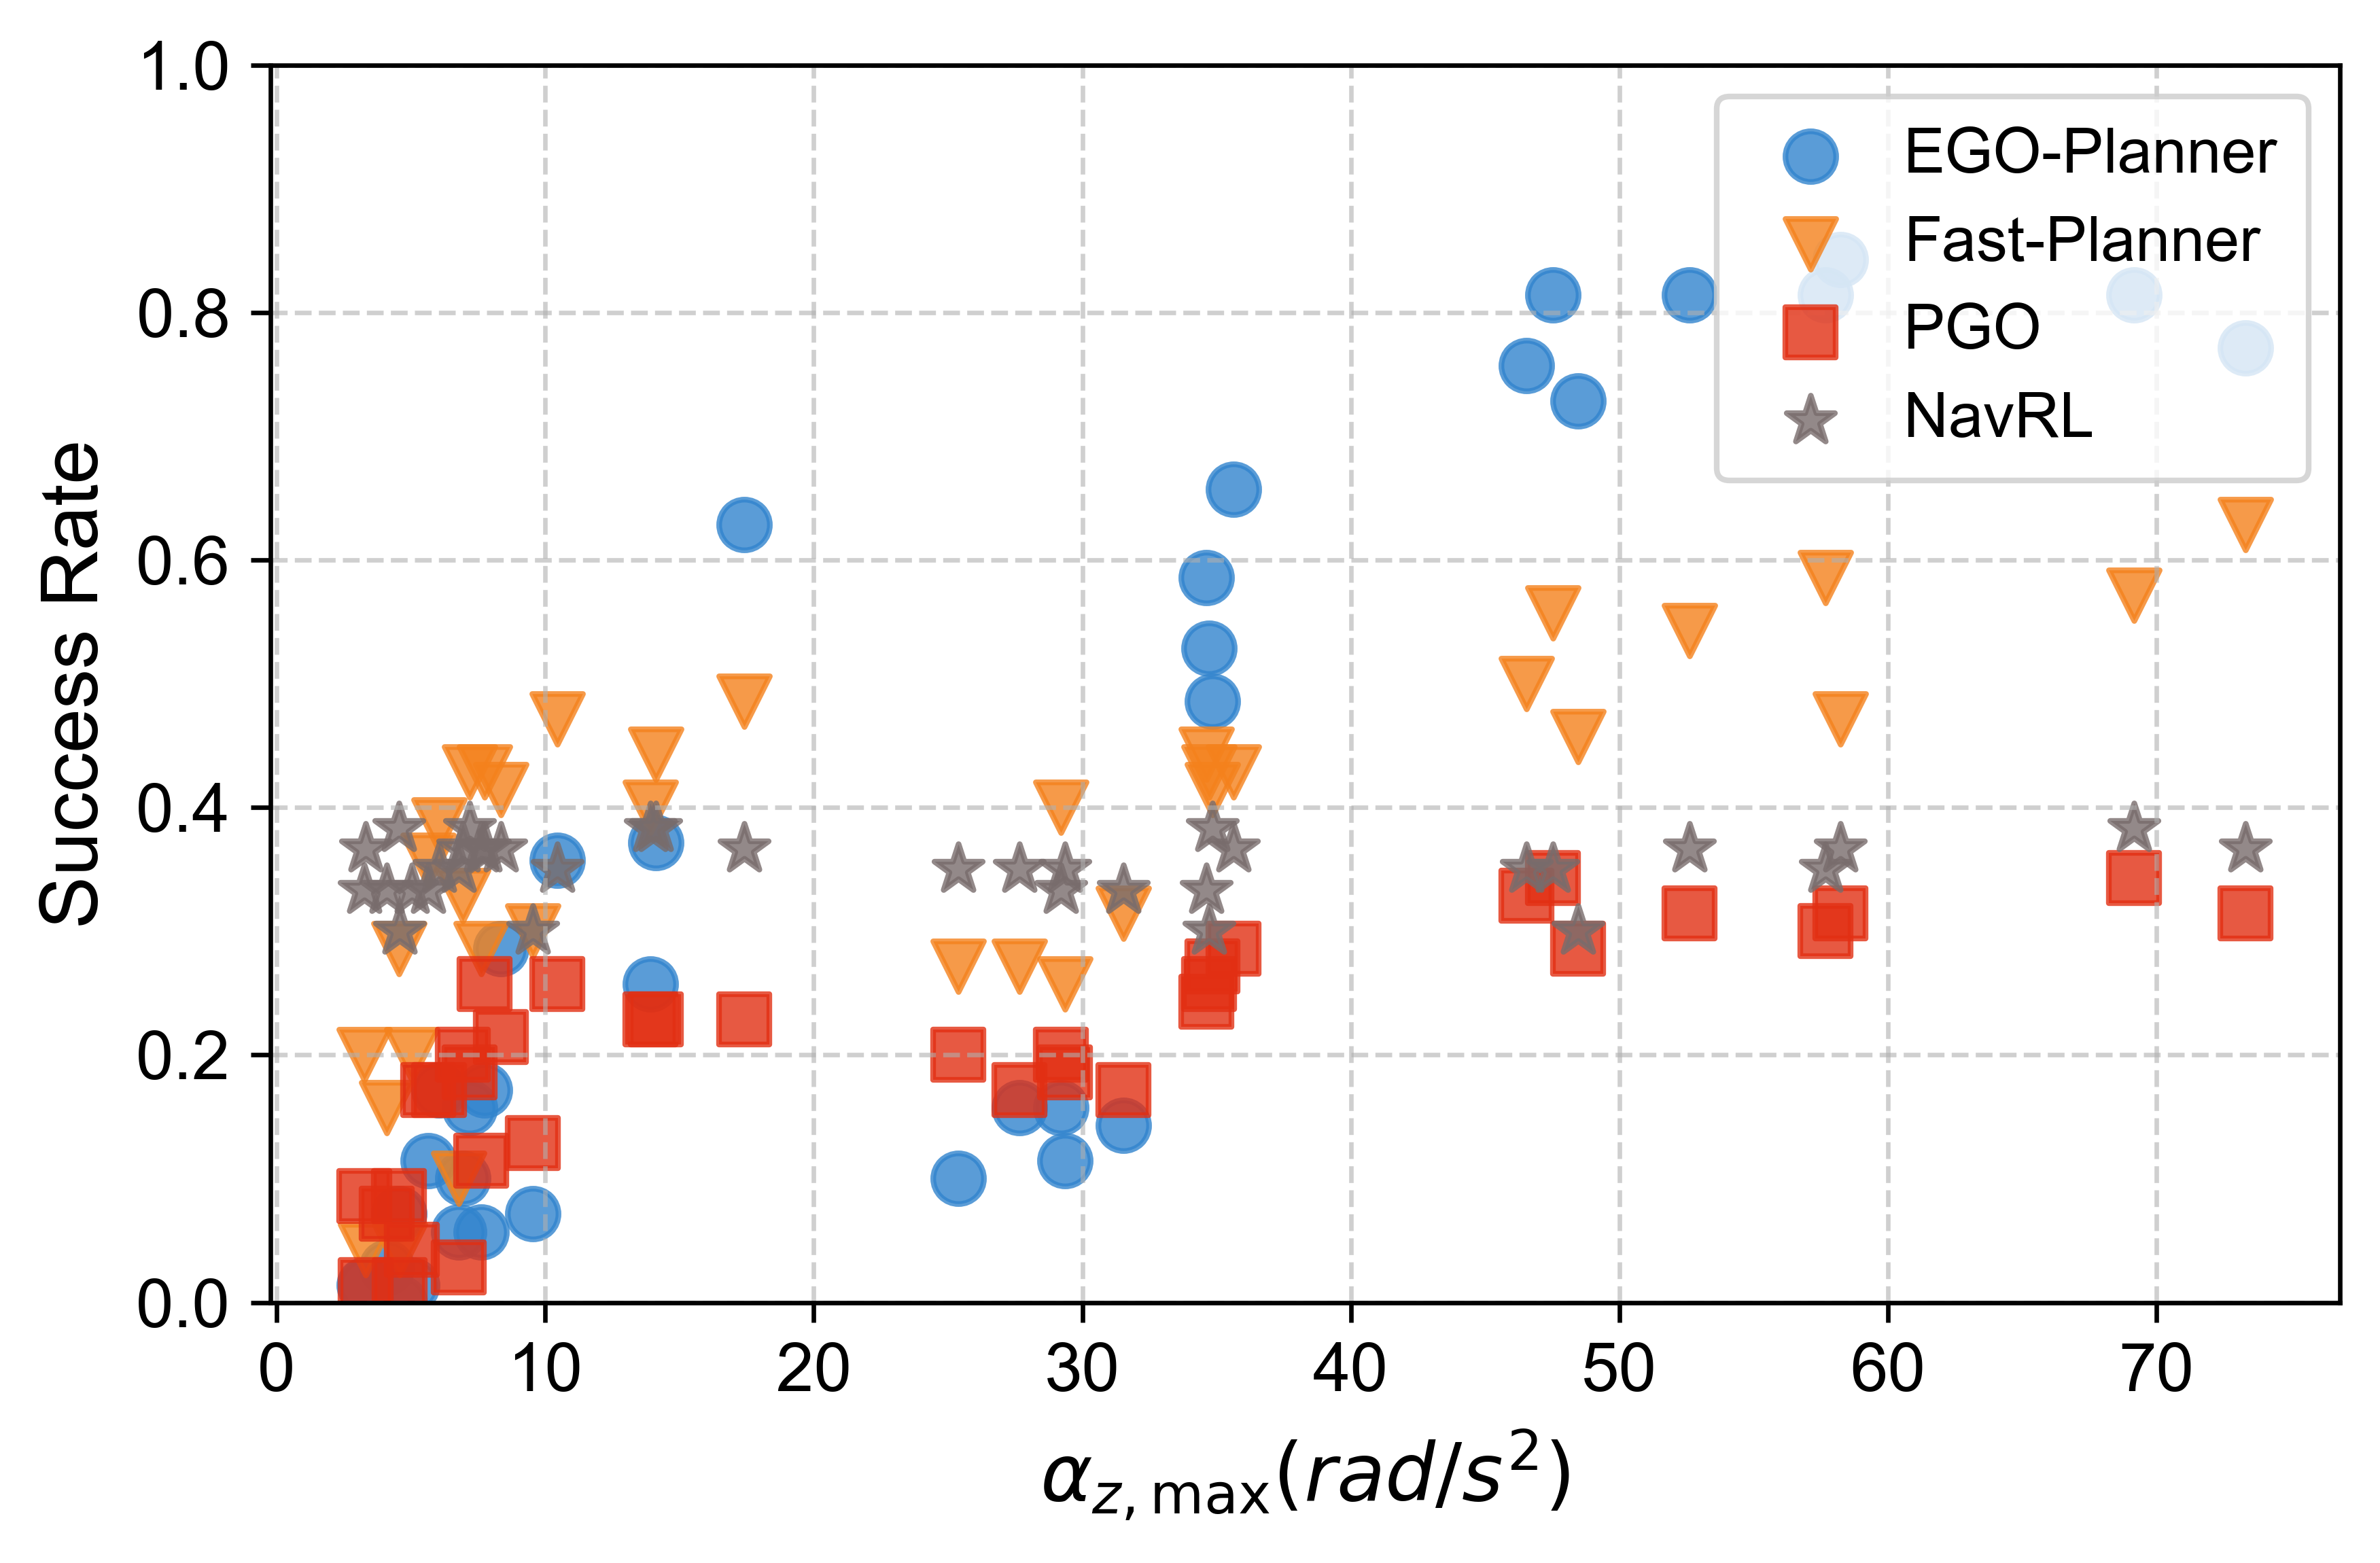 1.0
0.8
0.6
0.4
0.2
0.0
Success Rate
EGO-Planner
Fast-Planner
PGO
NavRL
0 10 20 30 40 50 60 70
α_{z,max}(rad/s²)